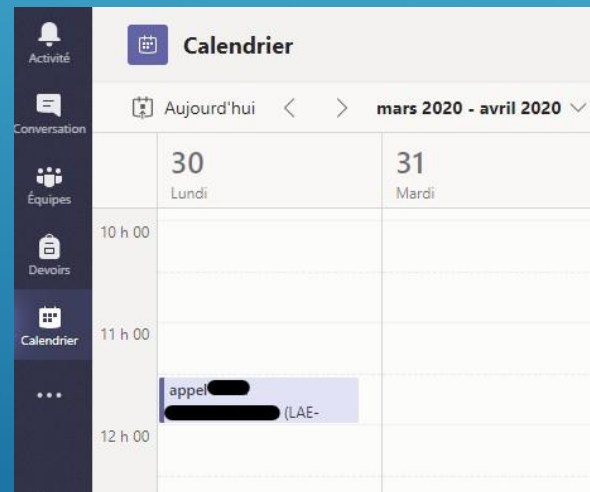 Activité
Conversation
Équipes
Devoirs
Calendrier
Calendrier
Aujourd'hui
mars 2020 - avril 2020
30
Lundi
31
Mardi
10 h 00
11 h 00
appel
(LAE-
12 h 00